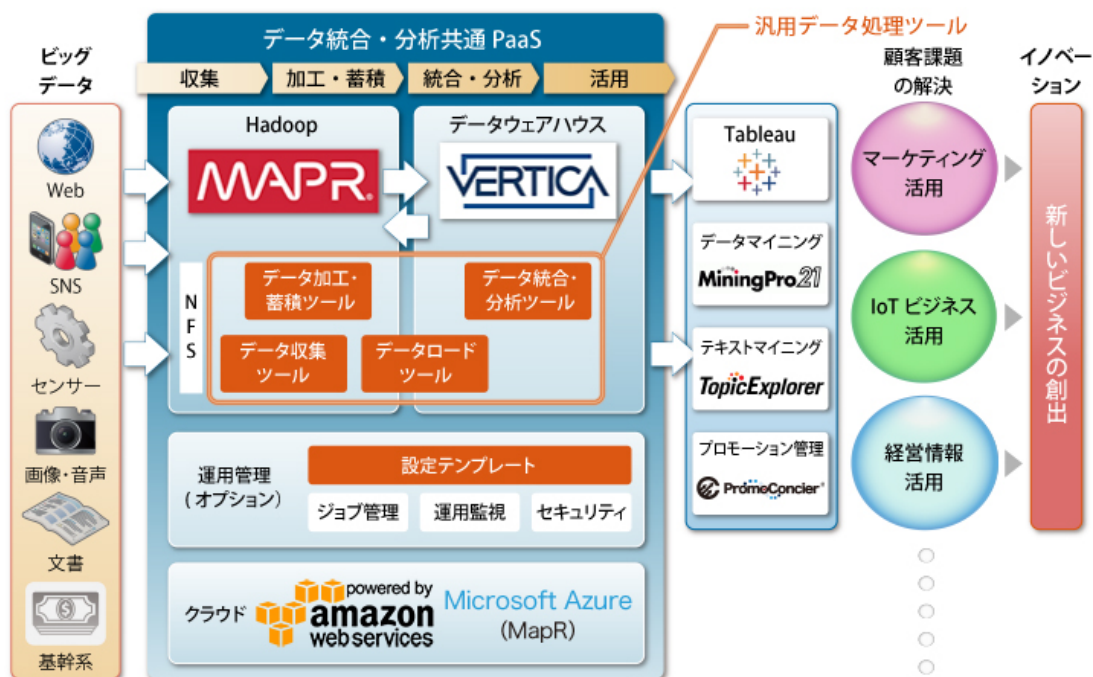 データ統合・分析共通 PaaS
汎用データ処理ツール
ビッグ
データ
収集
加工・蓄積
統合・分析
活用
顧客課題
の解決
イノベー
ション
Web
SNS
センサー
画像・音声
文書
基幹系
Hadoop
MAPR®
データウェアハウス
VERTICA
NFS
データ加工・
蓄積ツール
データ統合・
分析ツール
データ収集
ツール
データロード
ツール
運用管理
(オプション)
設定テンプレート
ジョブ管理
運用監視
セキュリティ
クラウド
powered by
amazon
web services
Microsoft Azure
(MapR)
Tableau
データマイニング
MiningPro21
テキストマイニング
TopicExplorer
プロモーション管理
PromoConcier®
マーケティング
活用
IoT ビジネス
活用
経営情報
活用
新しいビジネスの創出